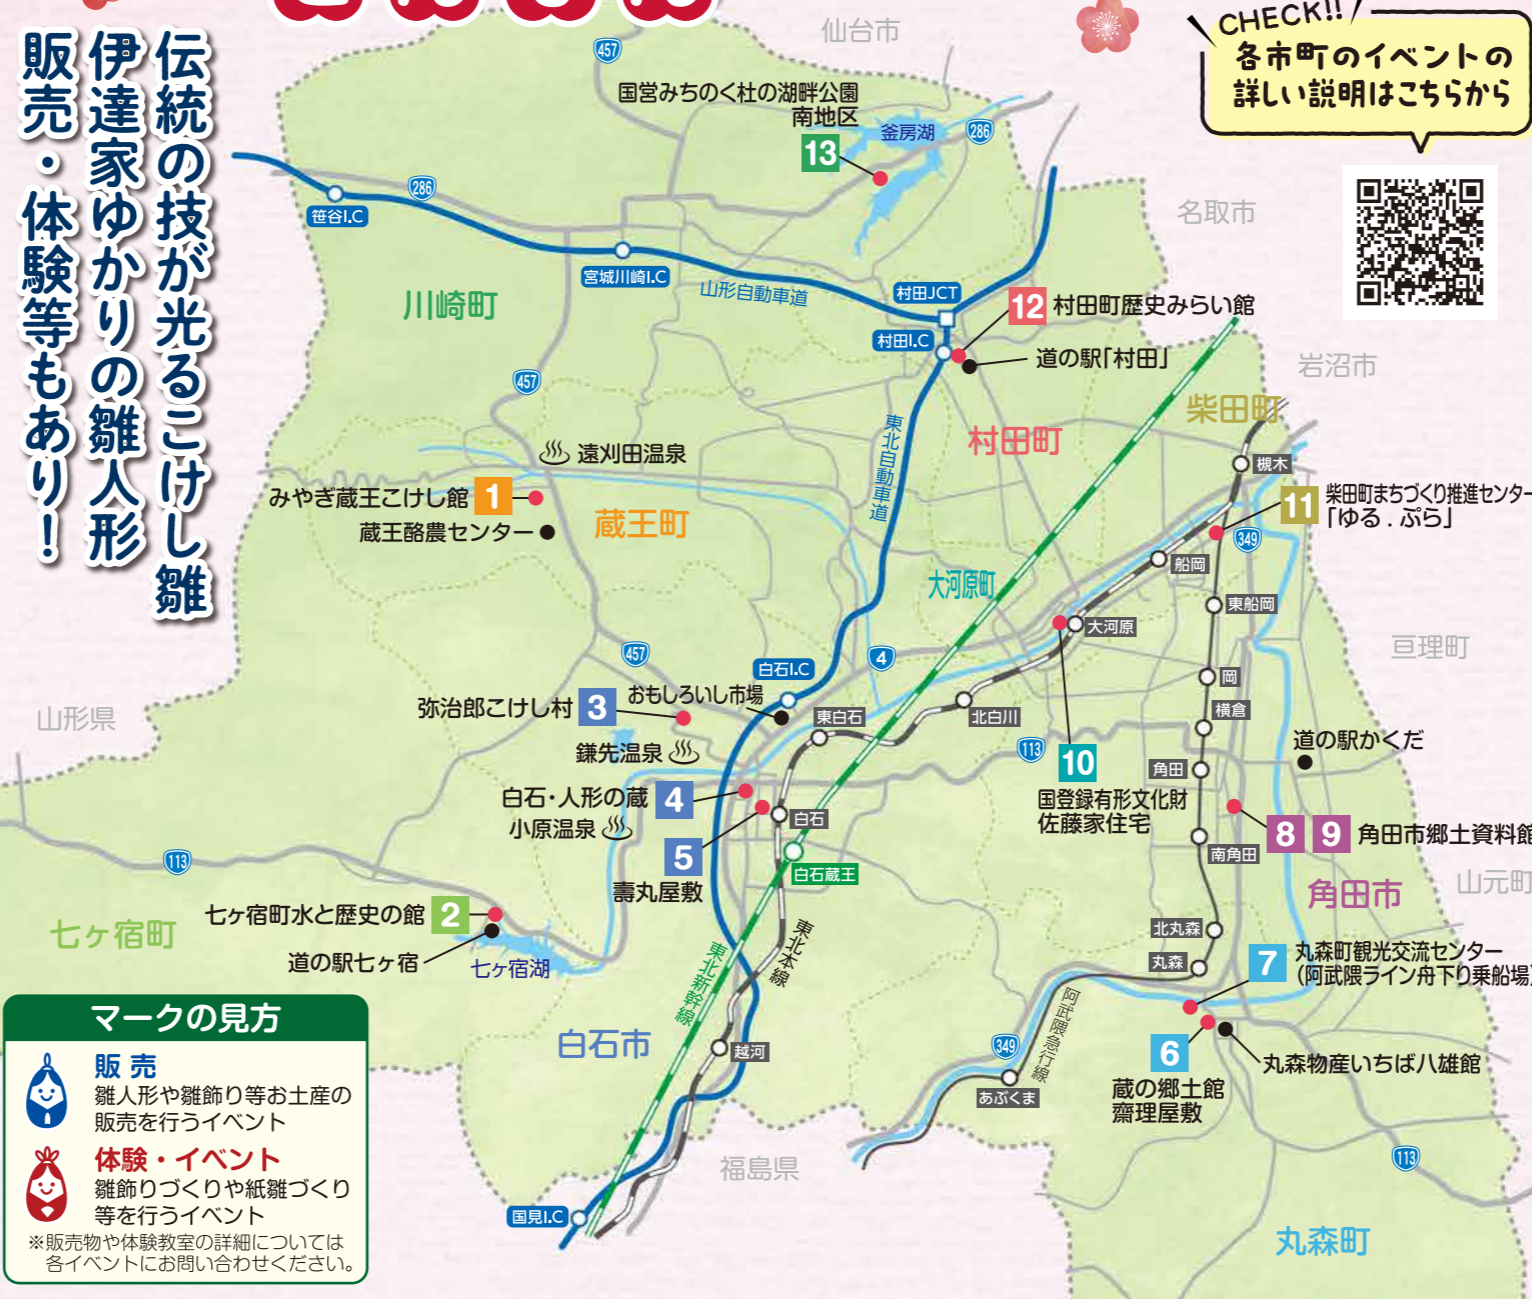 伝統の技が光るこけし雛
伊達家ゆかりの雛人形
販売・体験等もあり！
CHECK!!
各市町のイベントの
詳しい説明はこちらから
仙台市
457
国営みちのく杜の湖畔公園
南地区
13
釜房湖
286
286
笹谷I.C
宮城川崎I.C
山形自動車道
川崎町
名取市
村田JCT
村田I.C
12 村田町歴史みらい館
道の駅「村田」
岩沼市
柴田町
村田町
457
遠刈田温泉
みやぎ蔵王こけし館 1
蔵王酪農センター
蔵王町
東北自動車道
槻木
11 柴田町まちづくり推進センター
「ゆる．ぷら」
349
船岡
東船岡
大河原町
大河原
亘理町
岡
横倉
457
4
白石I.C
おもしろいし市場
弥治郎こけし村 3
東白石
北白川
山形県
鎌先温泉
113
10
国登録有形文化財
佐藤家住宅
角田
道の駅かくだ
白石・人形の蔵 4
小原温泉
白石
5
壽丸屋敷
白石蔵王
南角田
8 9 角田市郷土資料館
角田市
山元町
113
七ヶ宿町
七ヶ宿町水と歴史の館 2
道の駅七ヶ宿
七ヶ宿湖
東北新幹線
東北本線
北丸森
丸森
7 丸森町観光交流センター
（阿武隈ライン舟下り乗船場）
白石市
越河
349
阿武隈急行線
あぶくま
6
蔵の郷土館
齋理屋敷
丸森物産いちば八雄館
福島県
113
国見I.C
丸森町
マークの見方
販売
雛人形や雛飾り等お土産の
販売を行うイベント
体験・イベント
雛飾りづくりや紙雛づくり
等を行うイベント
※販売物や体験教室の詳細については
各イベントにお問い合わせください。